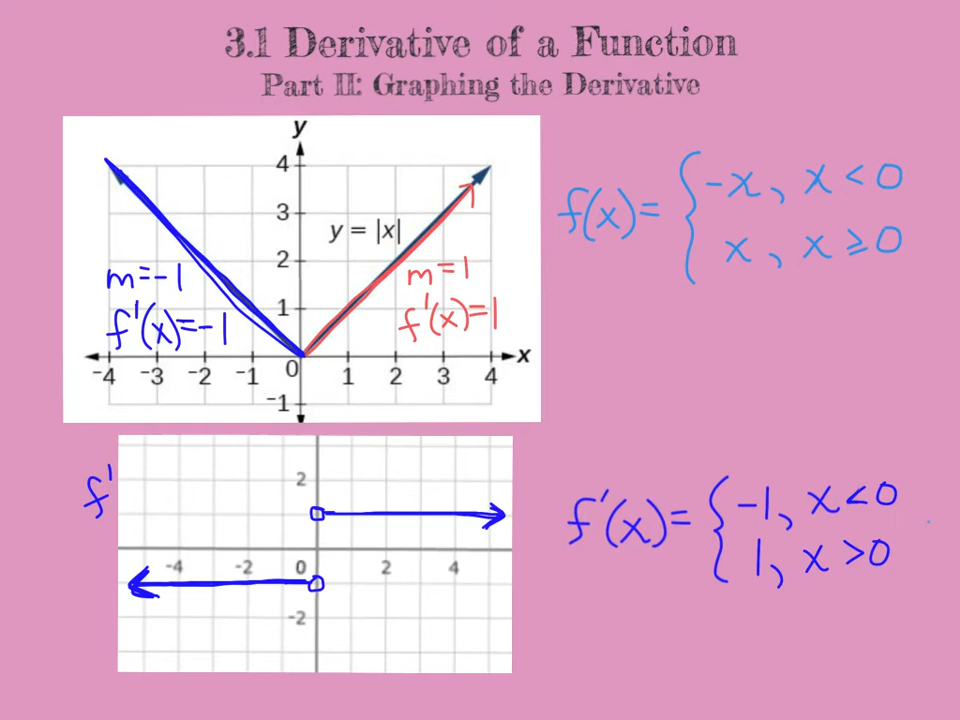 3.1 Derivative of a Function
Part II: Graphing the Derivative
y
4
3
2
1
0
-1
-4 -3 -2 -1 1 2 3 4 x
y = |x|
m=-1
f'(x)=-1
m=1
f'(x)=1
f(x)= { -x, x<0
x, x≥0
f'
2
-4 -2 0 2 4
-2
f'(x)= { -1, x<0
1, x>0